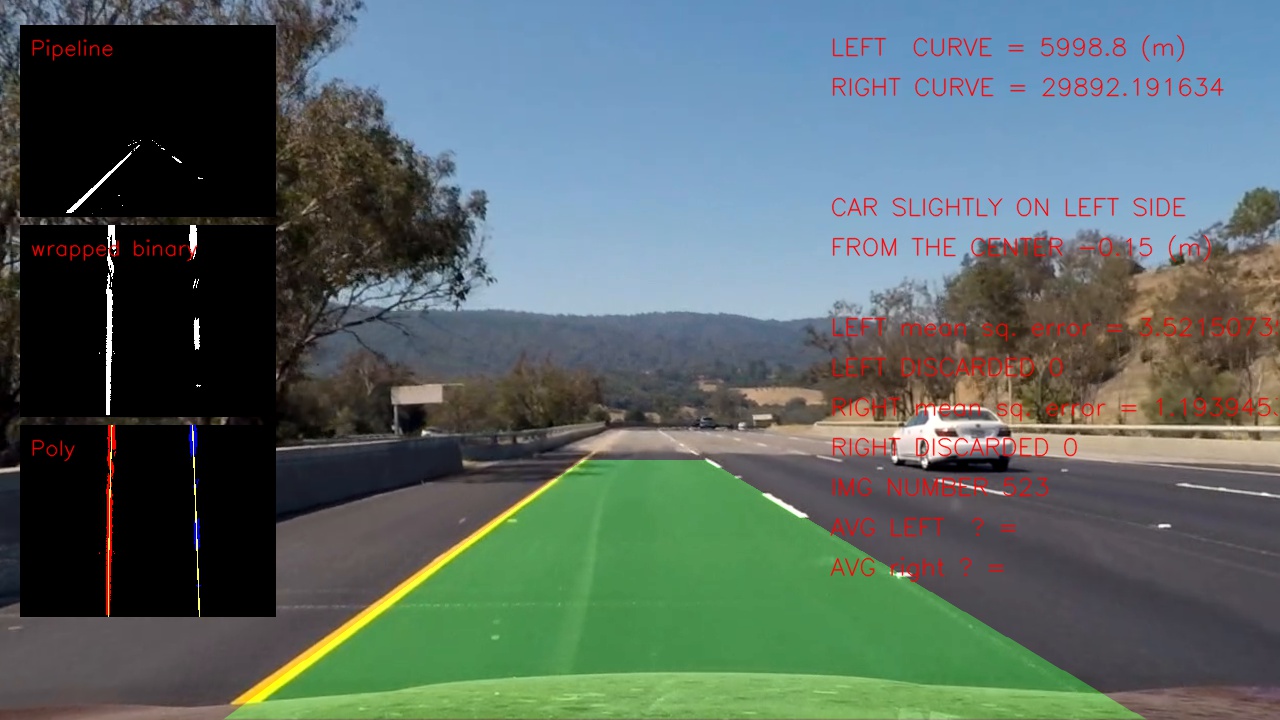 Pipeline
wrapped binary
Poly
LEFT CURVE = 5998.8 (m)
RIGHT CURVE = 29892.191634
CAR SLIGHTLY ON LEFT SIDE
FROM THE CENTER -0.15 (m)
LEFT mean sq. error = 3.5215073
LEFT DISCARDED 0
RIGHT mean sq. error = 1.193945.
RIGHT DISCARDED 0
IMG NUMBER 523
AVG LEFT ? =
AVG right ? =